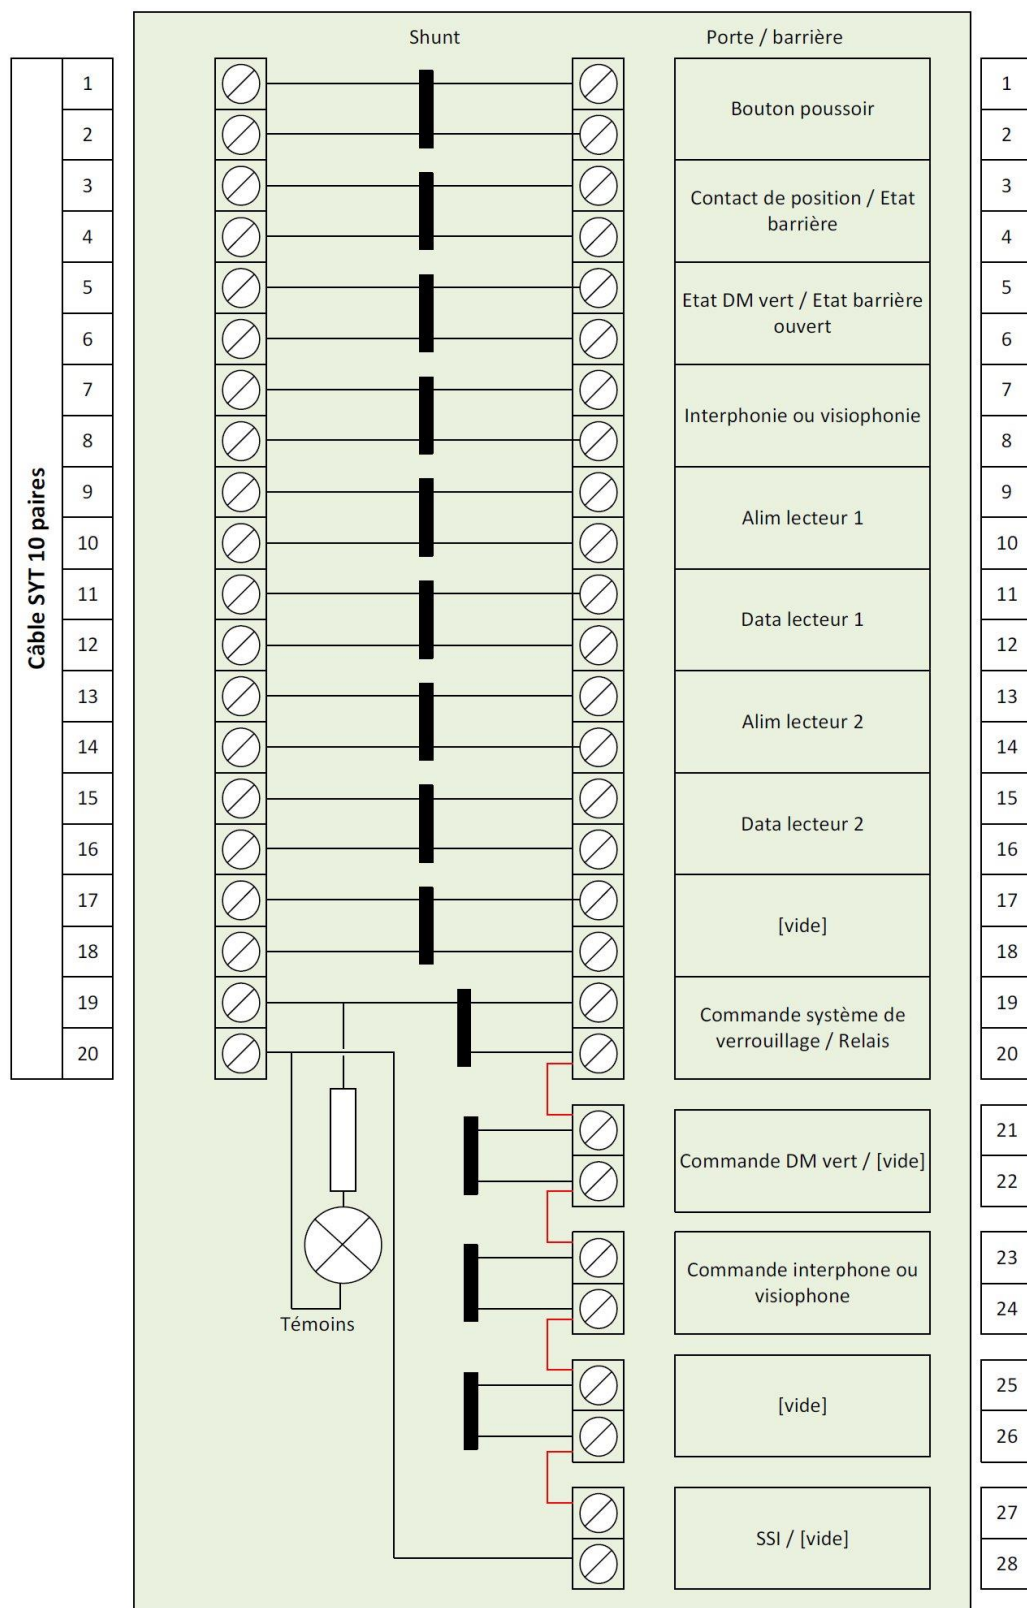 Shunt
Porte / barrière
Câble SYT 10 paires
1
2
3
4
5
6
7
8
9
10
11
12
13
14
15
16
17
18
19
20
Bouton poussoir
Contact de position / Etat
barrière
Etat DM vert / Etat barrière
ouvert
Interphonie ou visiophonie
Alim lecteur 1
Data lecteur 1
Alim lecteur 2
Data lecteur 2
[vide]
Commande système de
verrouillage / Relais
Commande DM vert / [vide]
Commande interphone ou
visiophone
[vide]
SSI / [vide]
Témoins
1
2
3
4
5
6
7
8
9
10
11
12
13
14
15
16
17
18
19
20
21
22
23
24
25
26
27
28